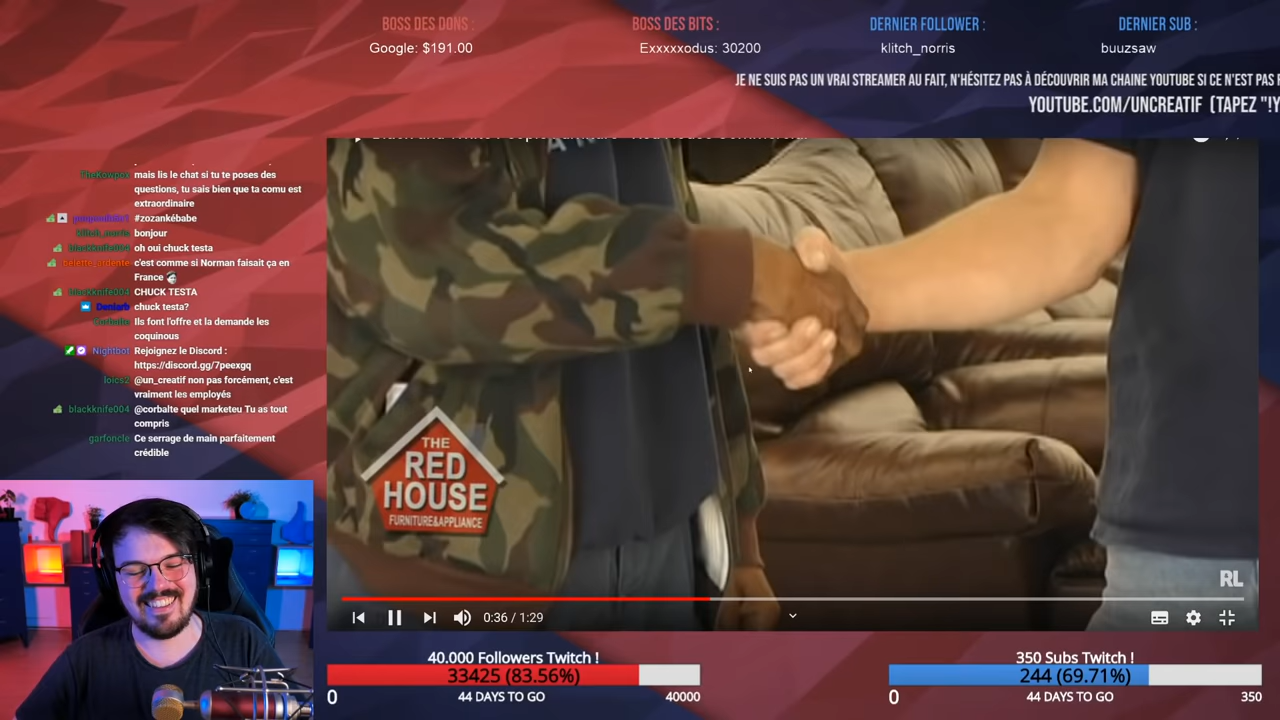 BOSS DES DONS :
Google: $191.00
BOSS DES BITS :
Exxxxxodus: 30200
DERNIER FOLLOWER :
klitch_norris
DERNIER SUB :
buuzsaw
JE NE SUIS PAS UN VRAI STREAMER AU FAIT, N'HÉSITEZ PAS À DÉCOUVRIR MA CHAINE YOUTUBE SI CE N'EST PAS
YOUTUBE.COM/UNCREATIF (TAPEZ "!Y
mais lis le chat si tu te poses des
questions, tu sais bien que ta comu est
extraordinaire
#zozankébabe
klitch_norris bonjour
blackknife004 oh oui chuck testa
c'est comme si Norman faisait ça en
France
blackknife004 CHUCK TESTA
Deniarb chuck testa?
Corbalte Ils font l'offre et la demande les
coquinous
Nightbot Rejoignez le Discord :
https://discord.gg/7peexgq
loics2 @un_creatif non pas forcément, c'est
vraiment les employés
blackknife004 @corbalte quel marketeu Tu as tout
compris
garfoncle Ce serrage de main parfaitement
crédible
THE
RED
HOUSE
FURNITURE&APPLIANCE
RL
0:36 / 1:29
40.000 Followers Twitch !
33425 (83.56%)
0 44 DAYS TO GO 40000
350 Subs Twitch !
244 (69.71%)
0 44 DAYS TO GO 350